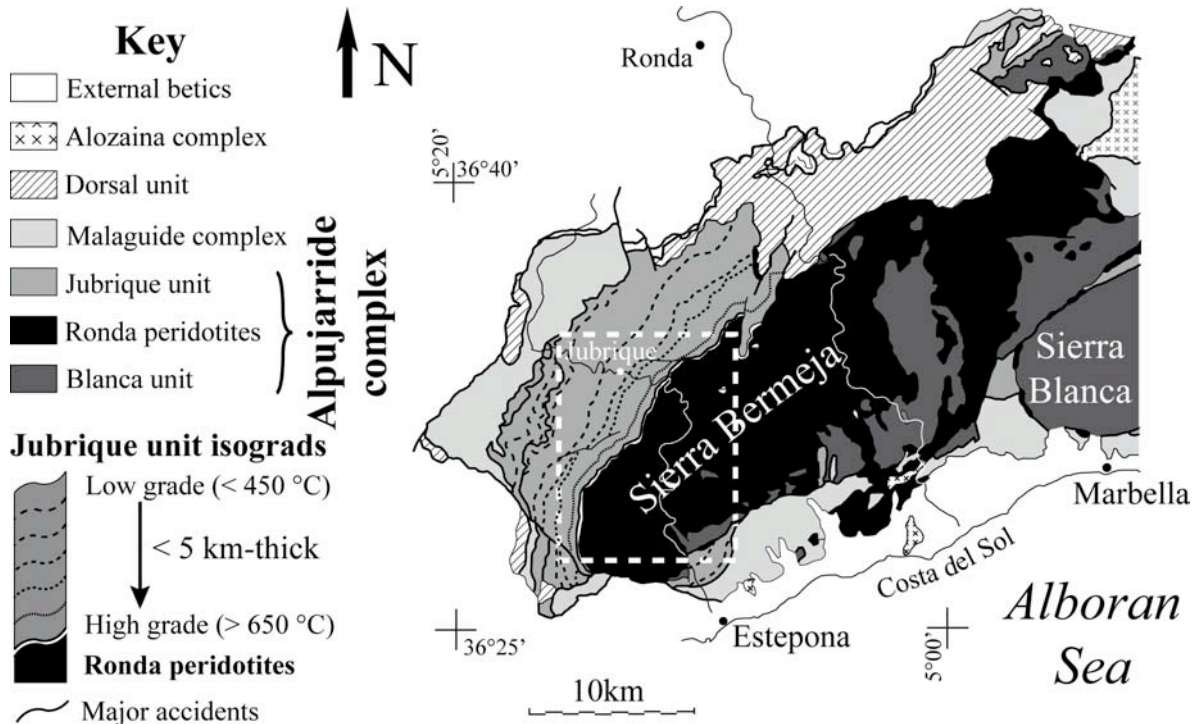 Key
External betics
Alozaina complex
Dorsal unit
Malaguide complex
Jubrique unit
Ronda peridotites
Blanca unit
Alpujarride
complex
Jubrique unit isograds
Low grade (< 450 °C)
< 5 km-thick
High grade (> 650 °C)
Ronda peridotites
Major accidents
N
Ronda
5°20'
36°40'
Jubrique
Sierra Bermeja
Sierra
Blanca
Marbella
Costa del Sol
Estepona
36°25'
5°00'
Alboran
Sea
10km